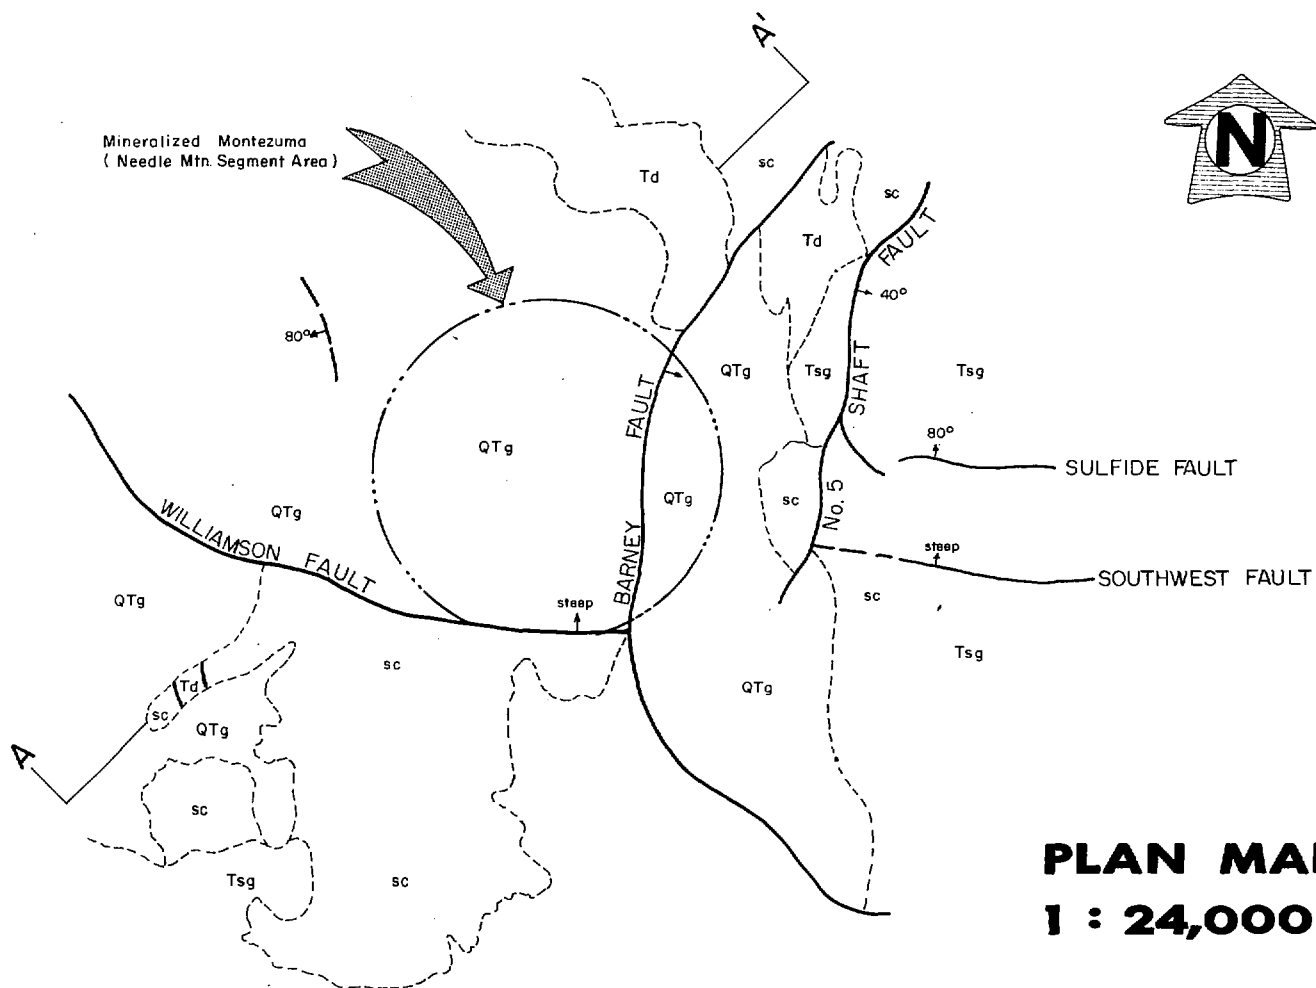 A'
Mineralized Montezuma
( Needle Mtn. Segment Area )
N
Td
sc
sc
Td
FAULT
40°
80°
QTg
Tsg
SHAFT
Tsg
FAULT
QTg
80°
SULFIDE FAULT
QTg
sc
No. 5
QTg
WILLIAMSON FAULT
BARNEY
steep
SOUTHWEST FAULT
QTg
steep
sc
sc
Tsg
Td
QTg
sc
QTg
A
sc
Tsg
sc
PLAN MA
1 : 24,000